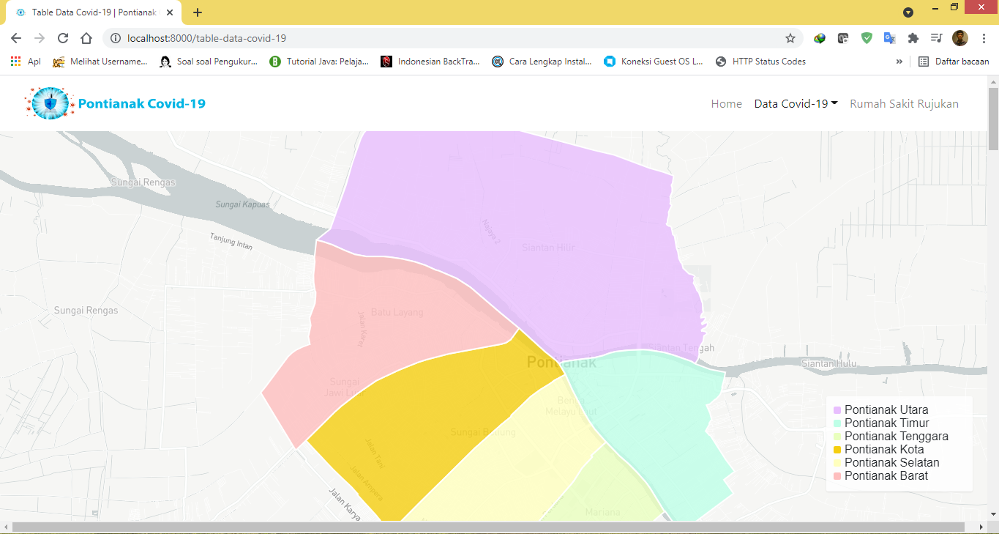 Table Data Covid-19 | Pontianak
localhost:8000/table-data-covid-19
Apl
Melihat Username...
Soal soal Pengukur...
Tutorial Java: Pelaja...
Indonesian BackTra...
Cara Lengkap Instal...
Koneksi Guest OS L...
HTTP Status Codes
»
Daftar bacaan
Pontianak Covid-19
Home
Data Covid-19
Rumah Sakit Rujukan
Sungai Rengas
Sungai Kapuas
Tanjung Intan
Najaya 2
Siantan Hilir
Sungai Rengas
Batu Layang
Jalan Karet
Siantan Tengah
Pontianak
Siantan Hulu
Sungai
Jawi Luar
Melayu Laut
Sungai Bedung
Jalan Tani
Jalan Ampera
Jalan Karya
Mariana
Pontianak Utara
Pontianak Timur
Pontianak Tenggara
Pontianak Kota
Pontianak Selatan
Pontianak Barat